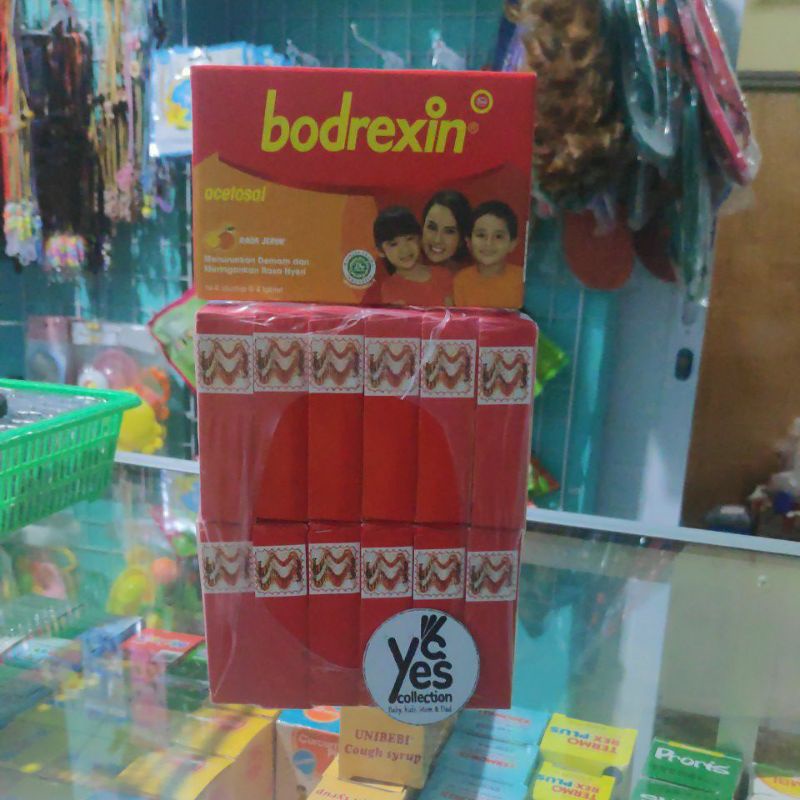 bodrexin®
acetosal
RASA JERUK
Menurunkan Demam dan
Meringankan Rasa Nyeri
Yes
collection
Baby, Kids, Mom & Dad
UNIBEBI
Cough syrup
TERMO
REX PLUS
TERMO
REX PLUS